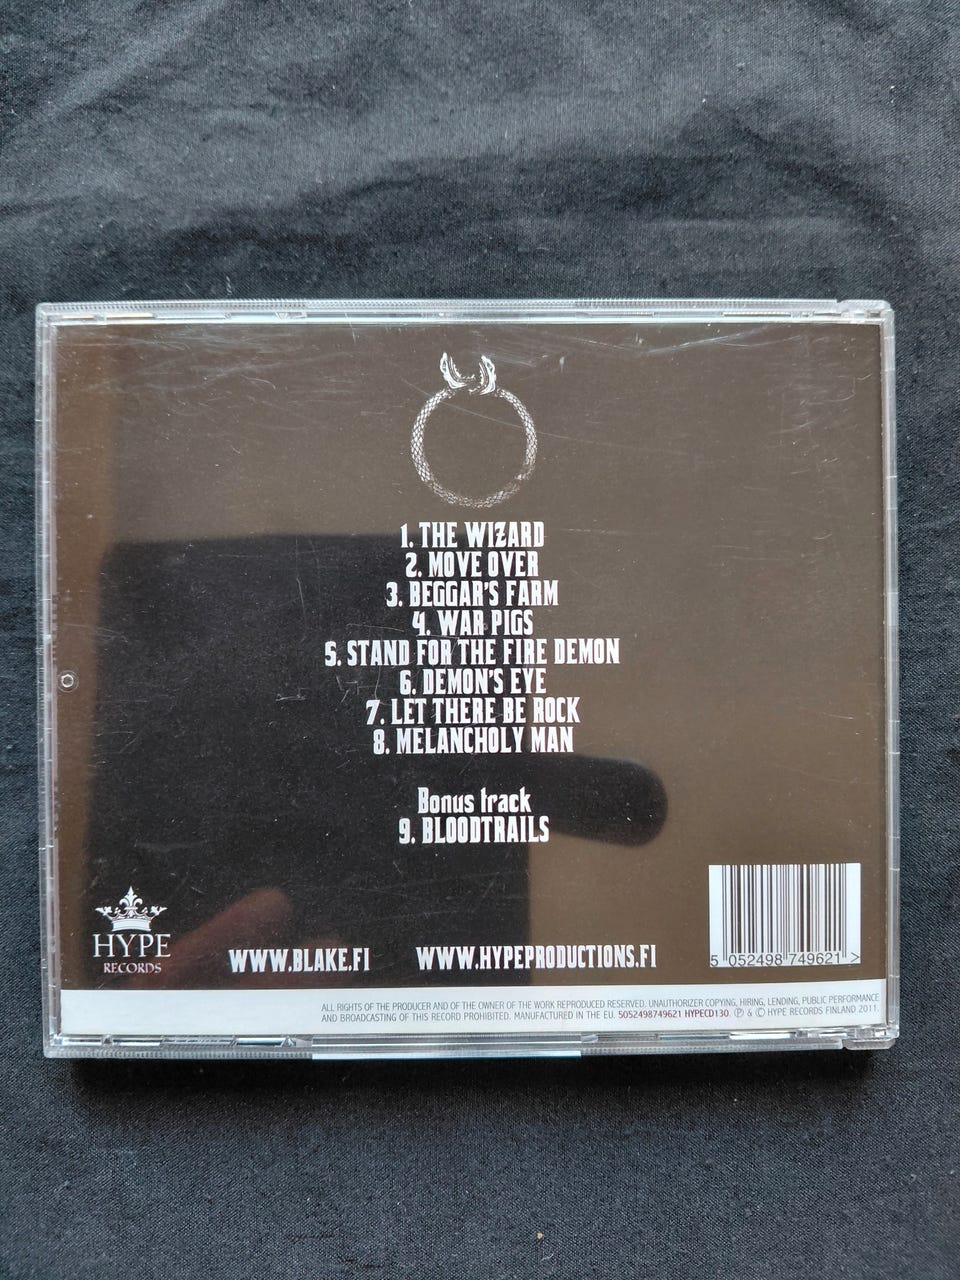 1. THE WIZARD
2. MOVE OVER
3. BEGGAR'S FARM
4. WAR PIGS
5. STAND FOR THE FIRE DEMON
6. DEMON'S EYE
7. LET THERE BE ROCK
8. MELANCHOLY MAN
Bonus track
9. BLOODTRAILS
HYPE
RECORDS
WWW.BLAKE.FI
WWW.HYPEPRODUCTIONS.FI
5 052498 749621 >
ALL RIGHTS OF THE PRODUCER AND OF THE OWNER OF THE WORK REPRODUCED RESERVED. UNAUTHORIZER COPYING, HIRING, LENDING, PUBLIC PERFORMANCE
AND BROADCASTING OF THIS RECORD PROHIBITED. MANUFACTURED IN THE EU. 5052498749621 HYPECD130. Ⓟ & © HYPE RECORDS FINLAND 2011.